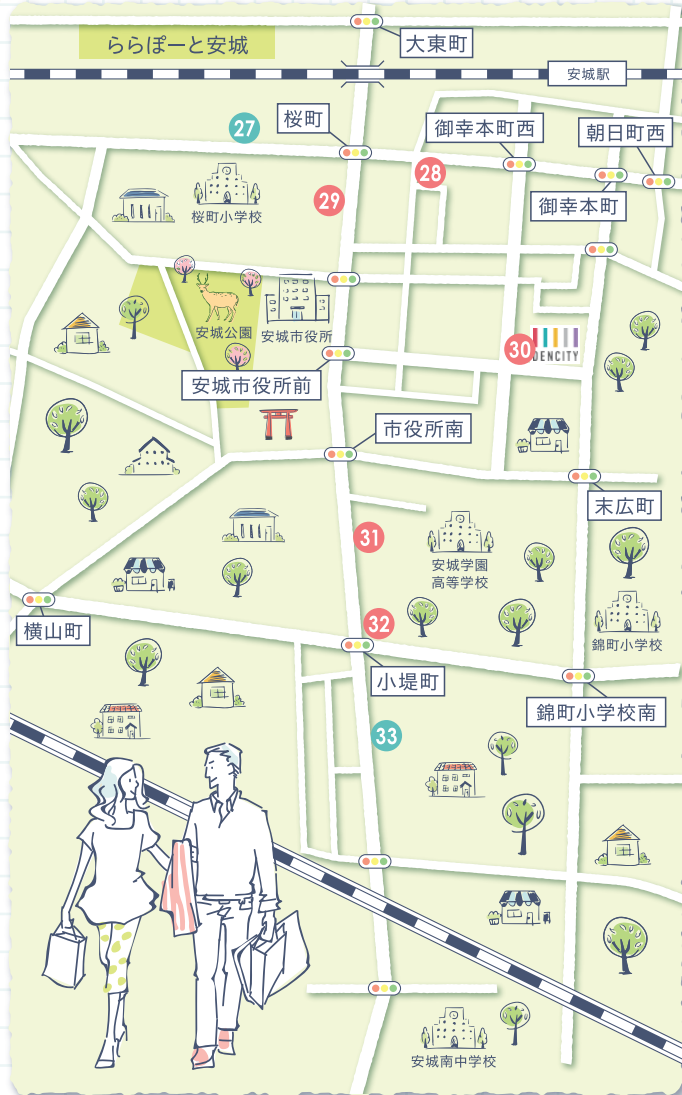 ららぽーと安城
大東町
安城駅
27
桜町
御幸本町西
朝日町西
28
29
桜町小学校
御幸本町
安城公園
安城市役所
30
DENCITY
安城市役所前
市役所南
末広町
31
安城学園
高等学校
横山町
32
錦町小学校
小堤町
錦町小学校南
33
安城南中学校